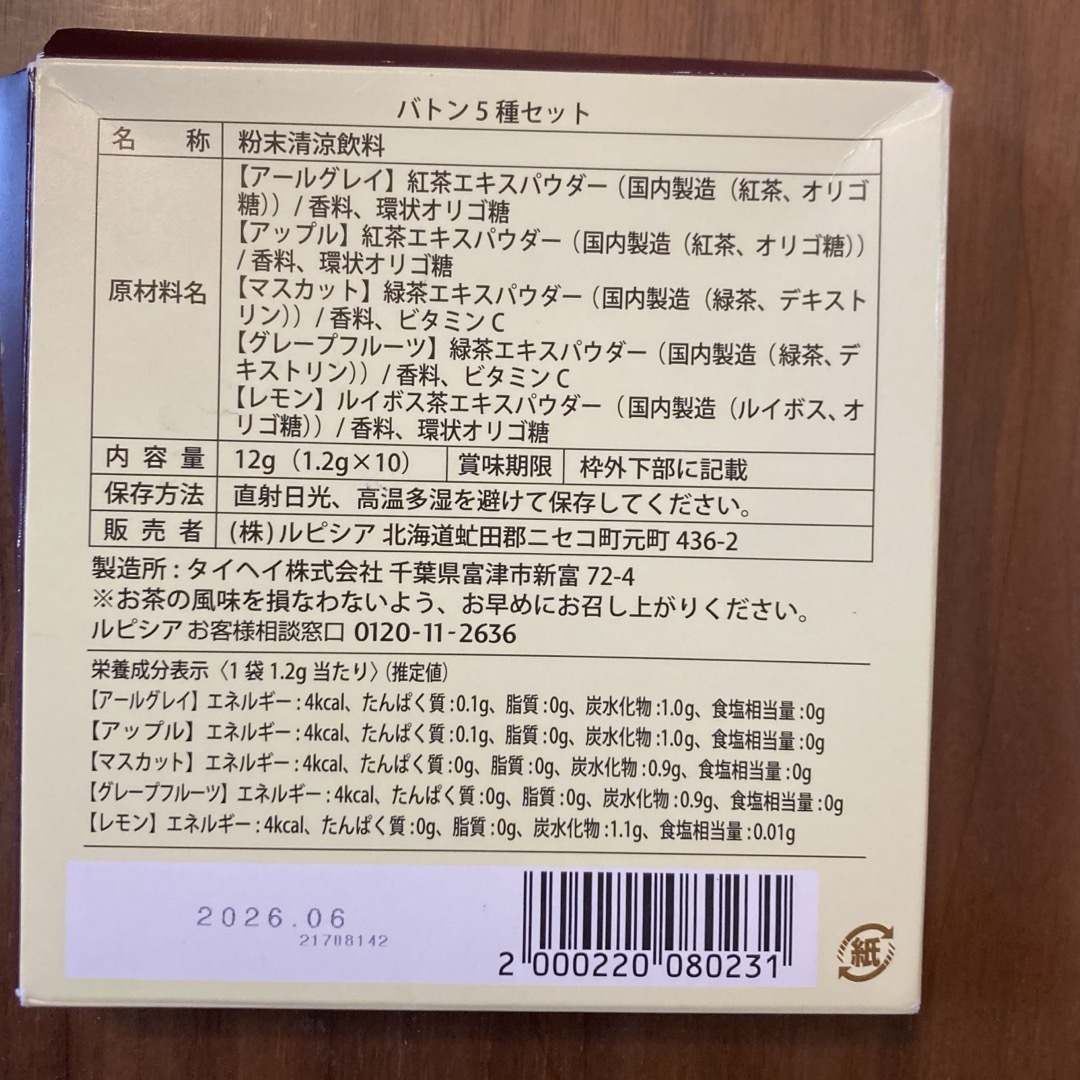 バトン5種セット
名称 粉末清涼飲料
原材料名
【アールグレイ】紅茶エキスパウダー（国内製造（紅茶、オリゴ
糖））/ 香料、環状オリゴ糖
【アップル】紅茶エキスパウダー（国内製造（紅茶、オリゴ糖））
/ 香料、環状オリゴ糖
【マスカット】緑茶エキスパウダー（国内製造（緑茶、デキスト
リン））/ 香料、ビタミンC
【グレープフルーツ】緑茶エキスパウダー（国内製造（緑茶、デ
キストリン））/ 香料、ビタミンC
【レモン】ルイボス茶エキスパウダー（国内製造（ルイボス、オ
リゴ糖））/ 香料、環状オリゴ糖
内容量 12g（1.2g×10） 賞味期限 枠外下部に記載
保存方法 直射日光、高温多湿を避けて保存してください。
販売者 (株)ルピシア 北海道虻田郡ニセコ町元町 436-2
製造所：タイヘイ株式会社 千葉県富津市新富 72-4
※お茶の風味を損なわないよう、お早めにお召し上がりください。
ルピシアお客様相談窓口 0120-11-2636
栄養成分表示〈1袋1.2g当たり〉(推定値)
【アールグレイ】エネルギー：4kcal、たんぱく質：0.1g、脂質：0g、炭水化物：1.0g、食塩相当量：0g
【アップル】エネルギー：4kcal、たんぱく質：0.1g、脂質：0g、炭水化物：1.0g、食塩相当量：0g
【マスカット】エネルギー：4kcal、たんぱく質：0g、脂質：0g、炭水化物：0.9g、食塩相当量：0g
【グレープフルーツ】エネルギー：4kcal、たんぱく質：0g、脂質：0g、炭水化物：0.9g、食塩相当量：0g
【レモン】エネルギー：4kcal、たんぱく質：0g、脂質：0g、炭水化物：1.1g、食塩相当量：0.01g
2026.06
21708142
2 000220 080231
紙